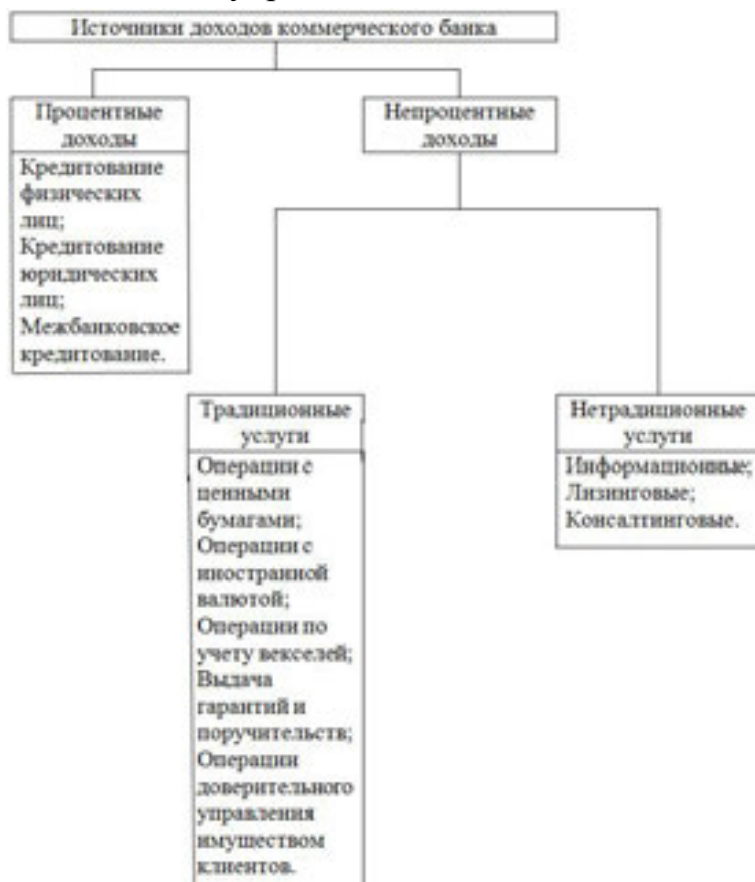 Источники доходов коммерческого банка
Процентные
доходы
Кредитование
физических
лиц;
Кредитование
юридических
лиц;
Межбанковское
кредитование.
Непроцентные
доходы
Традиционные
услуги
Операции с
ценными
бумагами;
Операции с
иностранной
валютой;
Операции по
учету векселей;
Выдача
гарантий и
поручительств;
Операции
доверительного
управления
имуществом
клиентов.
Нетрадиционные
услуги
Информационные;
Лизинговые;
Консалтинговые.